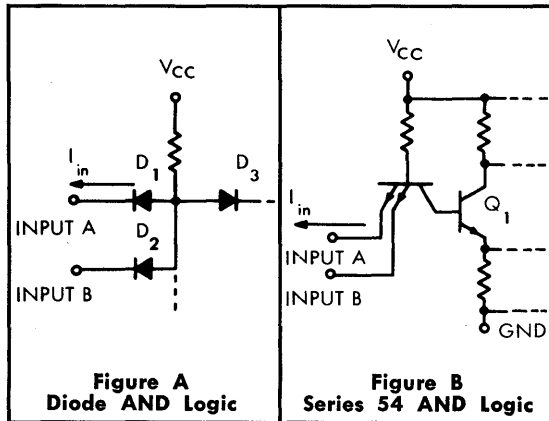 VCC
Iin
D1
D3
INPUT A
D2
INPUT B
Figure A
Diode AND Logic
VCC
Iin
Q1
INPUT A
INPUT B
GND
Figure B
Series 54 AND Logic